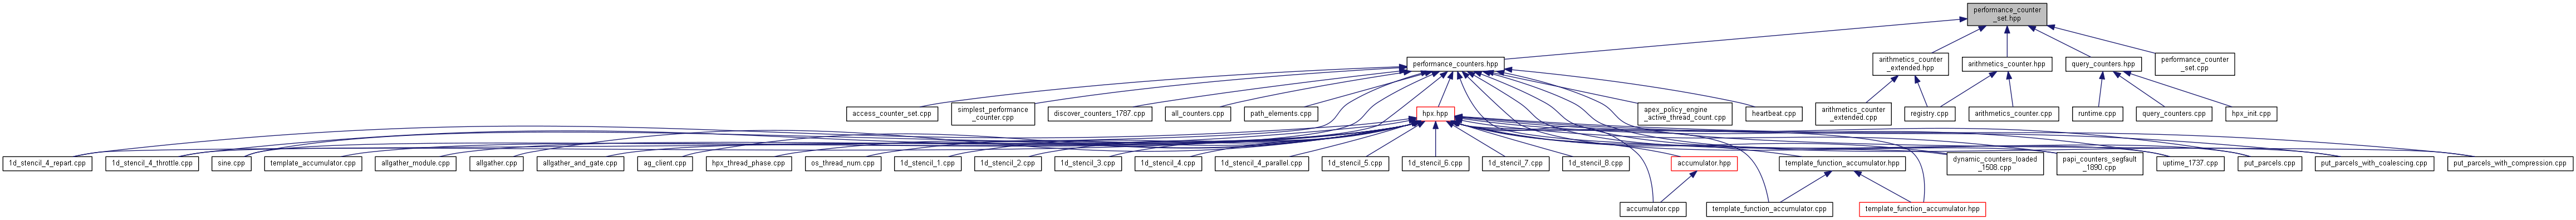 performance_counter
_set.hpp
performance_counters.hpp
arithmetics_counter
_extended.hpp
arithmetics_counter.hpp
query_counters.hpp
performance_counter
_set.cpp
access_counter_set.cpp
simplest_performance
_counter.cpp
discover_counters_1787.cpp
all_counters.cpp
path_elements.cpp
hpx.hpp
apex_policy_engine
_active_thread_count.cpp
heartbeat.cpp
arithmetics_counter
_extended.cpp
registry.cpp
arithmetics_counter.cpp
runtime.cpp
query_counters.cpp
hpx_init.cpp
1d_stencil_4_repart.cpp
1d_stencil_4_throttle.cpp
sine.cpp
template_accumulator.cpp
allgather_module.cpp
allgather.cpp
allgather_and_gate.cpp
ag_client.cpp
hpx_thread_phase.cpp
os_thread_num.cpp
1d_stencil_1.cpp
1d_stencil_2.cpp
1d_stencil_3.cpp
1d_stencil_4.cpp
1d_stencil_4_parallel.cpp
1d_stencil_5.cpp
1d_stencil_6.cpp
1d_stencil_7.cpp
1d_stencil_8.cpp
accumulator.hpp
template_function_accumulator.hpp
dynamic_counters_loaded
_1508.cpp
papi_counters_segfault
_1890.cpp
uptime_1737.cpp
put_parcels.cpp
put_parcels_with_coalescing.cpp
put_parcels_with_compression.cpp
accumulator.cpp
template_function_accumulator.cpp
template_function_accumulator.hpp